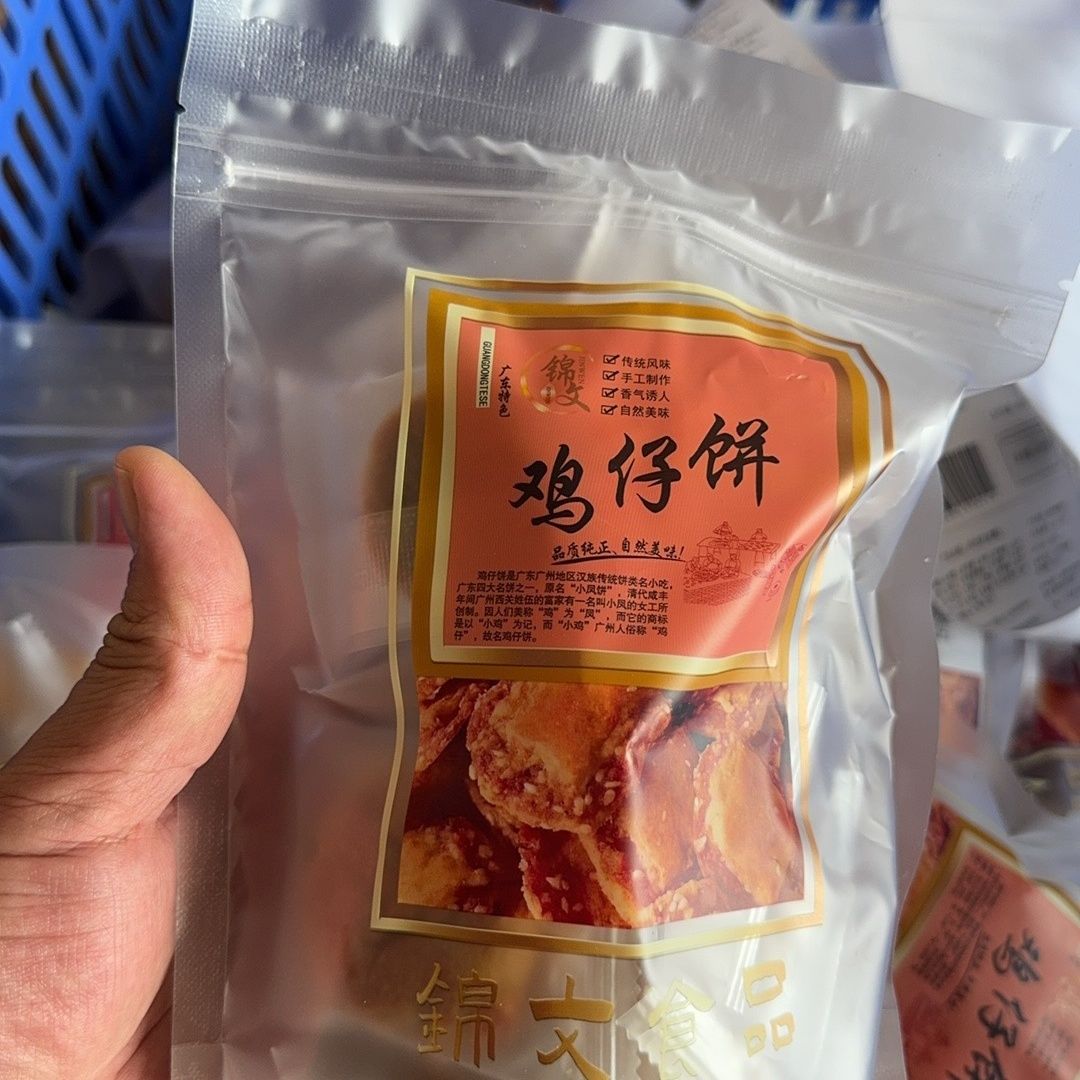 GUANGDONGTESE
广东特色
锦文
JINWEN
传统风味
手工制作
香气诱人
自然美味
鸡仔饼
品质纯正、自然美味!
鸡仔饼是广东广州地区汉族传统饼类名小吃,
广东四大名饼之一，原名“小凤饼”，清代咸丰
年间广州西关姓伍的富家有一名叫小凤的女工所
创制。因人们美称“鸡”为“凤”，而它的商标
是以“小鸡”为记，而“小鸡”广州人俗称“鸡
仔”，故名鸡仔饼。
錦文食品
鸡仔饼